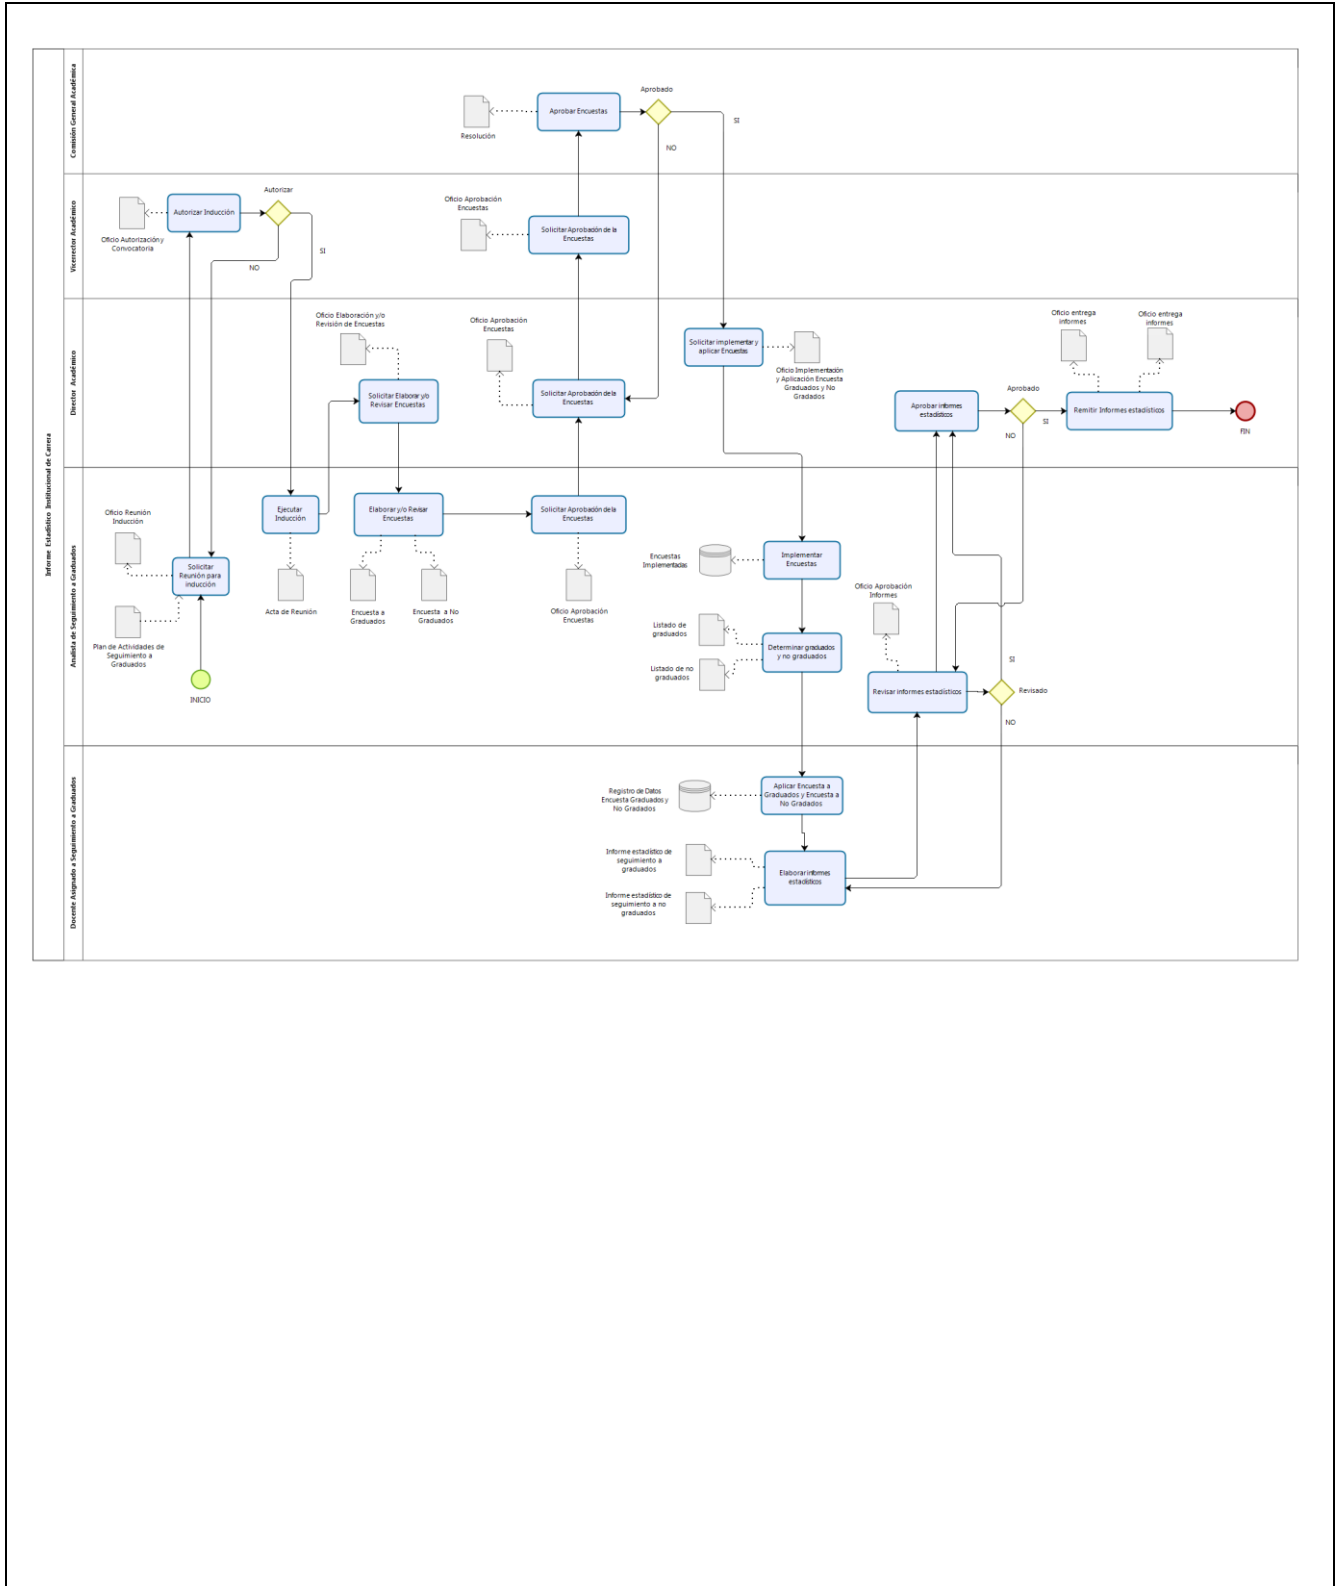 Informe Estadístico Institucional de Carrera
Comisión General Académica
Resolución
Aprobar Encuestas
Aprobado
SI
NO
Vicerrector Académico
Oficio Autorización y
Convocatoria
Autorizar Inducción
Autorizar
NO
SI
Oficio Aprobación
Encuestas
Solicitar Aprobación de la
Encuestas
Director Académico
Oficio Elaboración y/o
Revisión de Encuestas
Solicitar Elaborar y/o
Revisar Encuestas
Oficio Aprobación
Encuestas
Solicitar Aprobación de la
Encuestas
Solicitar implementar y
aplicar Encuestas
Oficio Implementación
y Aplicación Encuesta
Graduados y No
Gradados
Aprobar informes
estadísticos
Aprobado
NO
SI
Oficio entrega
informes
Oficio entrega
informes
Remitir Informes estadísticos
FIN
Analista de Seguimiento a Graduados
Oficio Reunión
Inducción
Solicitar
Reunión para
inducción
Plan de Actividades de
Seguimiento a
Graduados
INICIO
Ejecutar
Inducción
Acta de Reunión
Elaborar y/o Revisar
Encuestas
Encuesta a
Graduados
Encuesta a No
Graduados
Solicitar Aprobación de la
Encuestas
Oficio Aprobación
Encuestas
Encuestas
Implementadas
Implementar
Encuestas
Listado de
graduados
Listado de no
graduados
Determinar graduados
y no graduados
Oficio Aprobación
Informes
Revisar informes estadísticos
SI
Revisado
NO
Docente Asignado a Seguimiento a Graduados
Registro de Datos
Encuesta Graduados y
No Gradados
Aplicar Encuesta a
Graduados y Encuesta a
No Gradados
Informe estadístico de
seguimiento a
graduados
Informe estadístico de
seguimiento a no
graduados
Elaborar informes
estadísticos